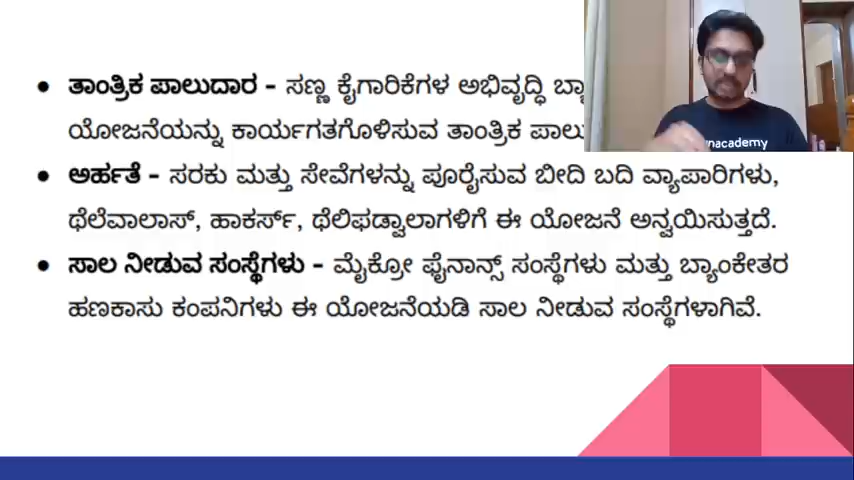 ● ತಾಂತ್ರಿಕ ಪಾಲುದಾರ - ಸಣ್ಣ ಕೈಗಾರಿಕೆಗಳ ಅಭಿವೃದ್ಧಿ
ಯೋಜನೆಯನ್ನು ಕಾರ್ಯಗತಗೊಳಿಸುವ ತಾಂತ್ರಿಕ
nacademy
● ಅರ್ಹತೆ - ಸರಕು ಮತ್ತು ಸೇವೆಗಳನ್ನು ಪೂರೈಸುವ ಬೀದಿ ಬದಿ ವ್ಯಾಪಾರಿಗಳು,
ಥೆಲೆವಾಲಾಸ್, ಹಾಕರ್ಸ್, ಥೆಲಿಫಡ್ವಾಲಾಗಳಿಗೆ ಈ ಯೋಜನೆ ಅನ್ವಯಿಸುತ್ತದೆ.
● ಸಾಲ ನೀಡುವ ಸಂಸ್ಥೆಗಳು - ಮೈಕ್ರೋ ಫೈನಾನ್ಸ್ ಸಂಸ್ಥೆಗಳು ಮತ್ತು ಬ್ಯಾಂಕೇತರ
ಹಣಕಾಸು ಕಂಪನಿಗಳು ಈ ಯೋಜನೆಯಡಿ ಸಾಲ ನೀಡುವ ಸಂಸ್ಥೆಗಳಾಗಿವೆ.